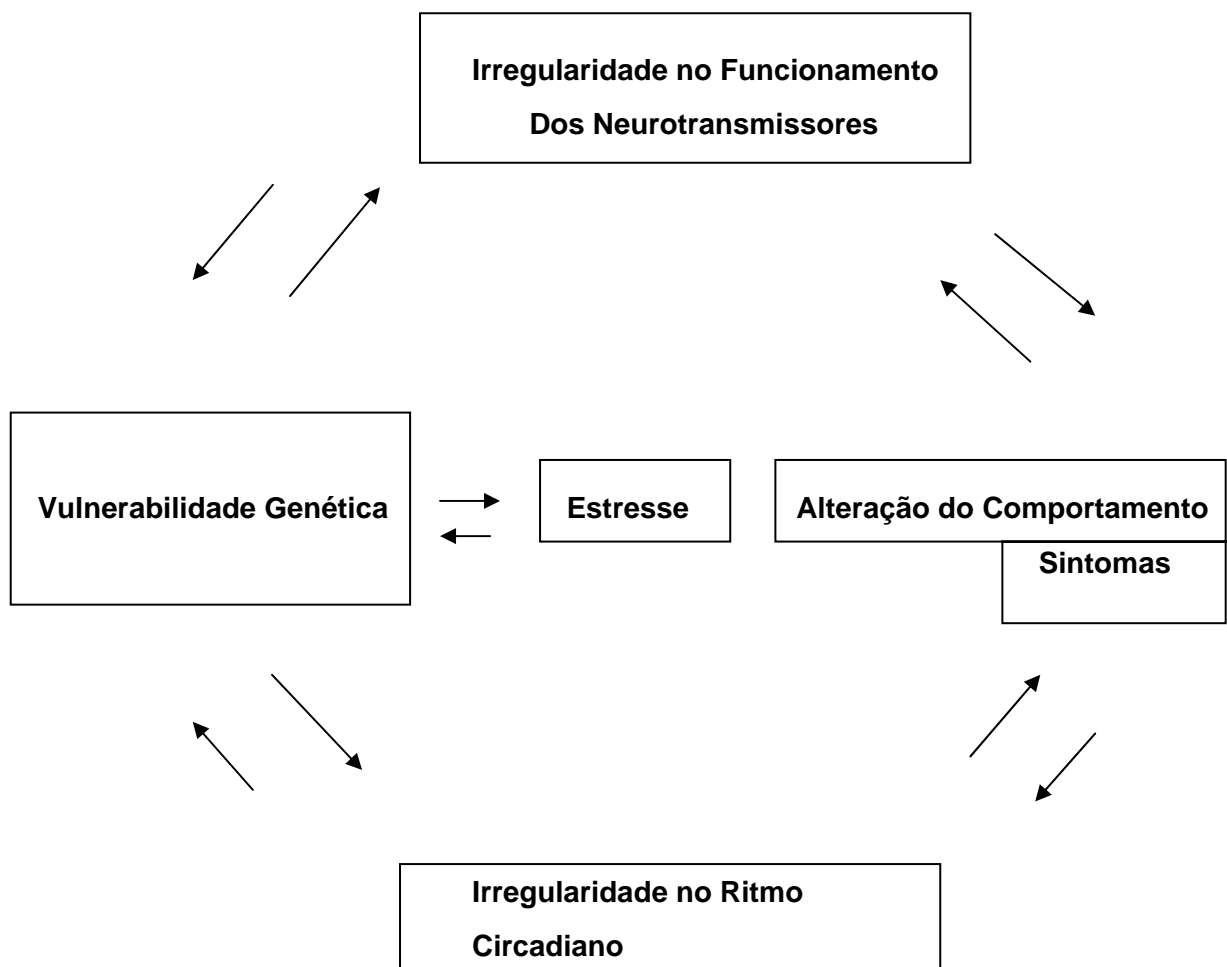 Irregularidade no Funcionamento
Dos Neurotransmissores
Vulnerabilidade Genética
Estresse
Alteração do Comportamento
Sintomas
Irregularidade no Ritmo
Circadiano